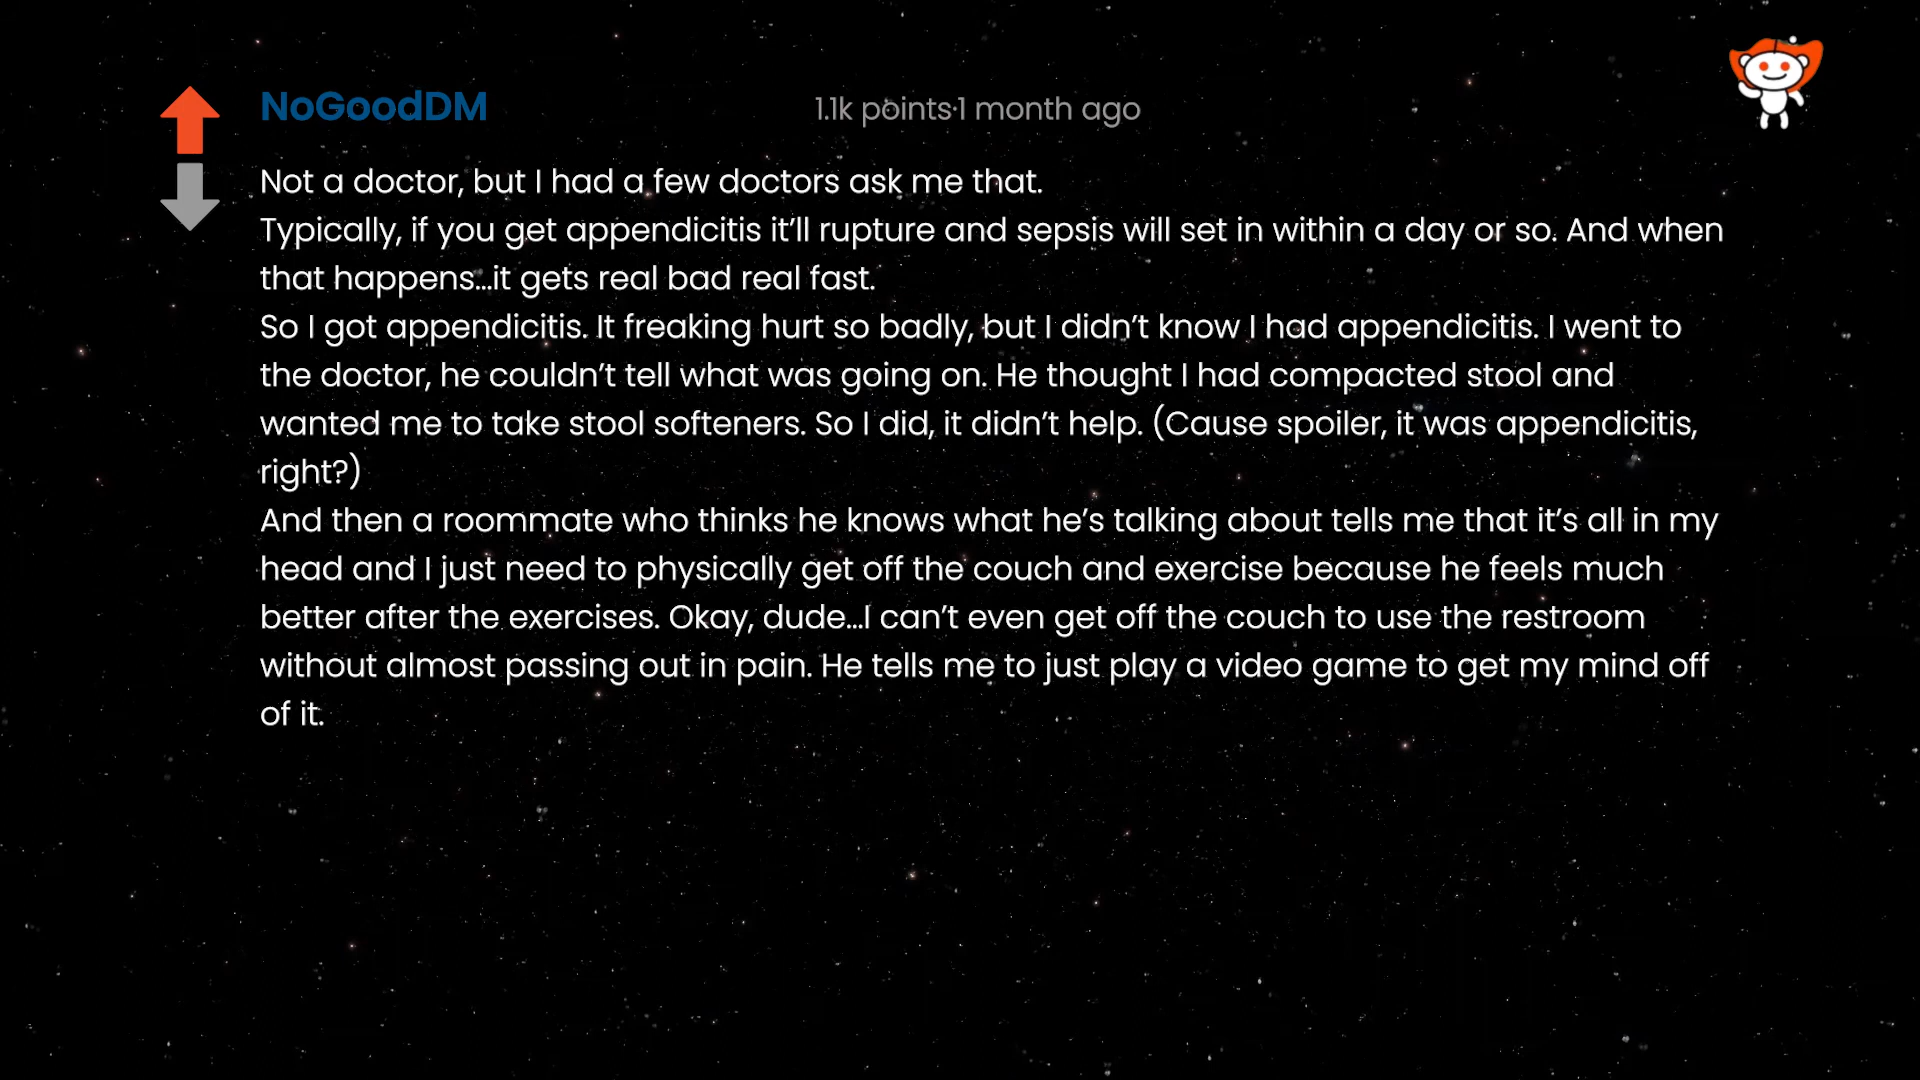 NoGoodDM
1.1k points·1 month ago
Not a doctor, but I had a few doctors ask me that.
Typically, if you get appendicitis it’ll rupture and sepsis will set in within a day or so. And when
that happens...it gets real bad real fast.
So I got appendicitis. It freaking hurt so badly, but I didn’t know I had appendicitis. I went to
the doctor, he couldn’t tell what was going on. He thought I had compacted stool and
wanted me to take stool softeners. So I did, it didn’t help. (Cause spoiler, it was appendicitis,
right?)
And then a roommate who thinks he knows what he’s talking about tells me that it’s all in my
head and I just need to physically get off the couch and exercise because he feels much
better after the exercises. Okay, dude...I can’t even get off the couch to use the restroom
without almost passing out in pain. He tells me to just play a video game to get my mind off
of it.